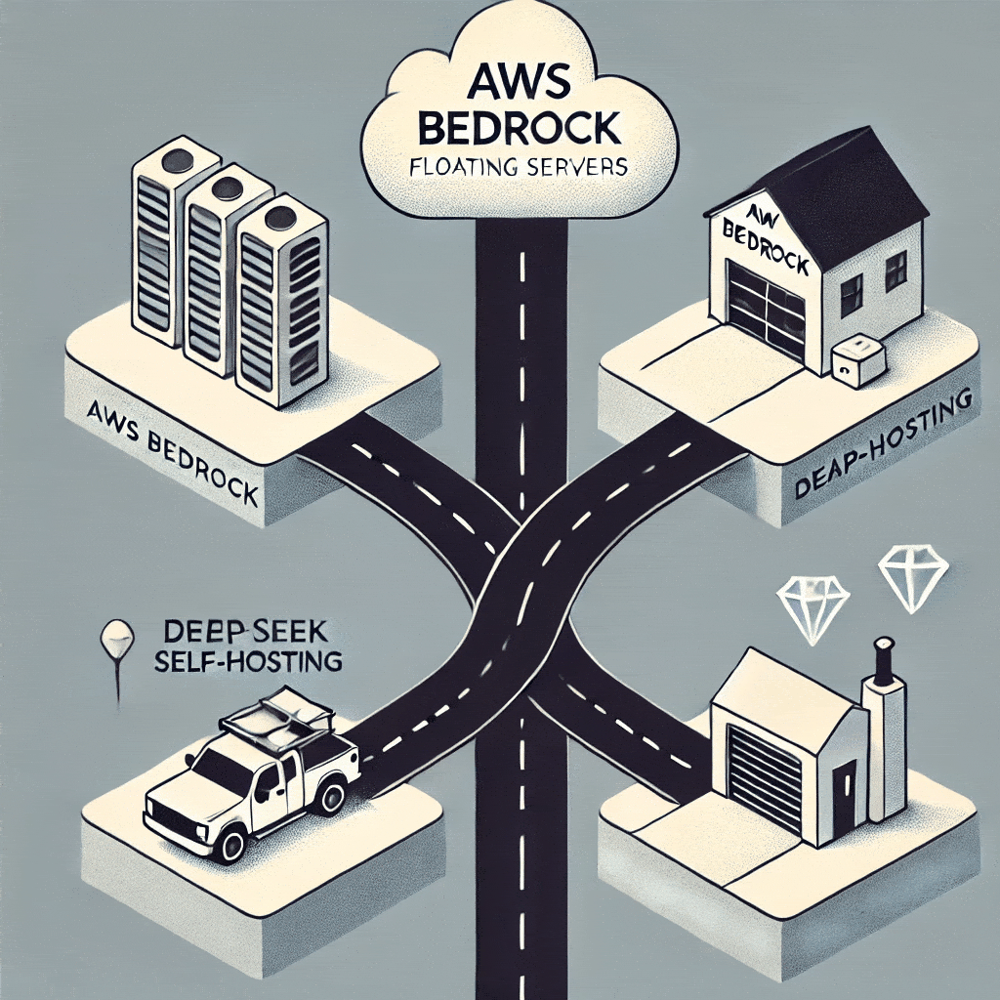 AWS
BEDROCK
FLOATING SERVERS
AW
BEDROCK
AWS BEDROCK
DEAP-HOSTING
DEEP-SEEK
SELF-HOSTING